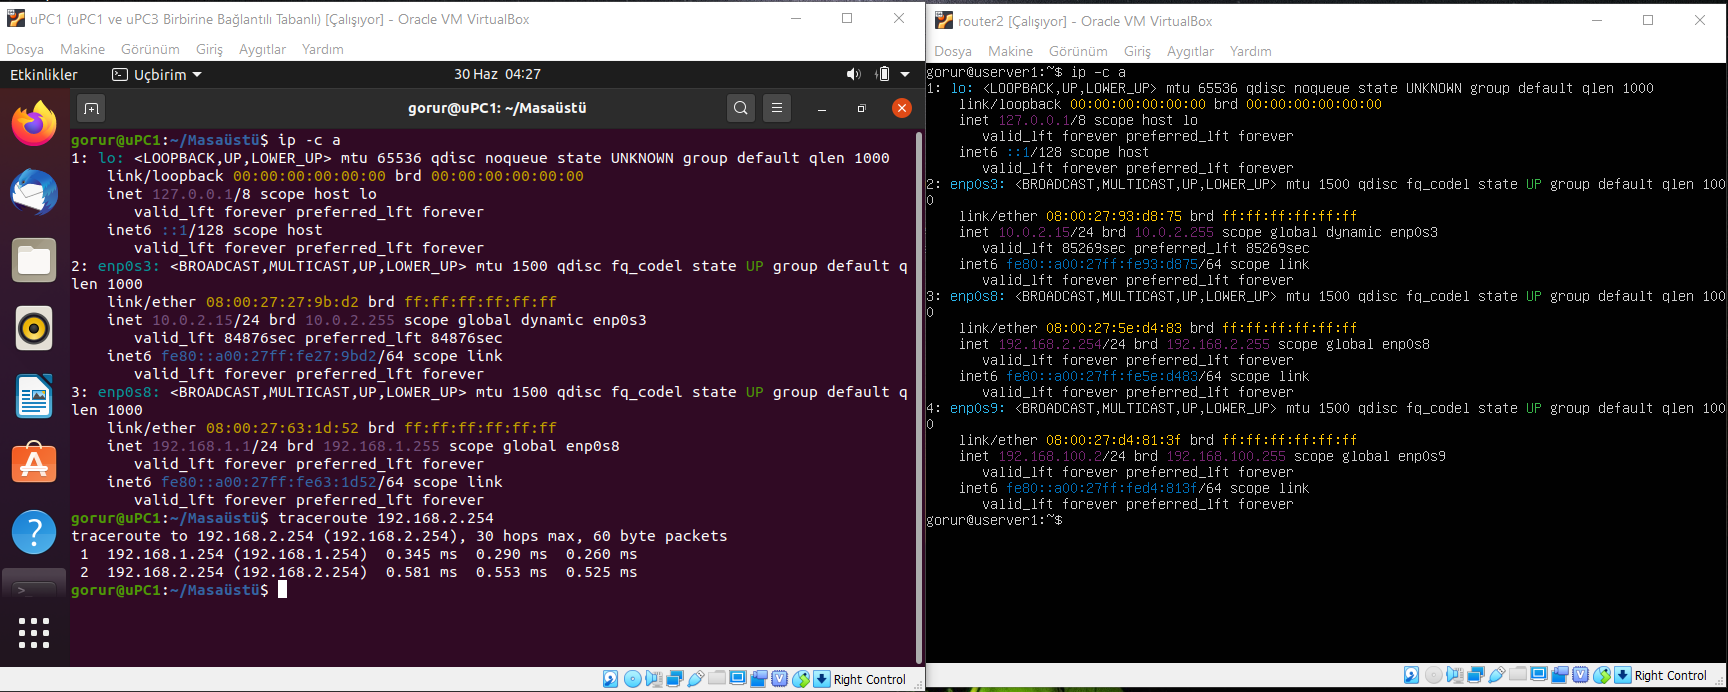 uPC1 (uPC1 ve uPC3 Birbirine Bağlantılı Tabanlı) [Çalışıyor] - Oracle VM VirtualBox
Dosya Makine Görünüm Giriş Aygıtlar Yardım
Etkinlikler Uçbirim 30 Haz 04:27
gorur@uPC1: ~/Masaüstü
gorur@uPC1:~/Masaüstü$ ip -c a
1: lo: <LOOPBACK,UP,LOWER_UP> mtu 65536 qdisc noqueue state UNKNOWN group default qlen 1000
link/loopback 00:00:00:00:00:00 brd 00:00:00:00:00:00
inet 127.0.0.1/8 scope host lo
valid_lft forever preferred_lft forever
inet6 ::1/128 scope host
valid_lft forever preferred_lft forever
2: enp0s3: <BROADCAST,MULTICAST,UP,LOWER_UP> mtu 1500 qdisc fq_codel state UP group default q
len 1000
link/ether 08:00:27:27:9b:d2 brd ff:ff:ff:ff:ff:ff
inet 10.0.2.15/24 brd 10.0.2.255 scope global dynamic enp0s3
valid_lft 84876sec preferred_lft 84876sec
inet6 fe80::a00:27ff:fe27:9bd2/64 scope link
valid_lft forever preferred_lft forever
3: enp0s8: <BROADCAST,MULTICAST,UP,LOWER_UP> mtu 1500 qdisc fq_codel state UP group default q
len 1000
link/ether 08:00:27:63:1d:52 brd ff:ff:ff:ff:ff:ff
inet 192.168.1.1/24 brd 192.168.1.255 scope global enp0s8
valid_lft forever preferred_lft forever
inet6 fe80::a00:27ff:fe63:1d52/64 scope link
valid_lft forever preferred_lft forever
gorur@uPC1:~/Masaüstü$ traceroute 192.168.2.254
traceroute to 192.168.2.254 (192.168.2.254), 30 hops max, 60 byte packets
1 192.168.1.254 (192.168.1.254) 0.345 ms 0.290 ms 0.260 ms
2 192.168.2.254 (192.168.2.254) 0.581 ms 0.553 ms 0.525 ms
gorur@uPC1:~/Masaüstü$
Right Control
router2 [Çalışıyor] - Oracle VM VirtualBox
Dosya Makine Görünüm Giriş Aygıtlar Yardım
gorur@userver1:~$ ip -c a
1: lo: <LOOPBACK,UP,LOWER_UP> mtu 65536 qdisc noqueue state UNKNOWN group default qlen 1000
link/loopback 00:00:00:00:00:00 brd 00:00:00:00:00:00
inet 127.0.0.1/8 scope host lo
valid_lft forever preferred_lft forever
inet6 ::1/128 scope host
valid_lft forever preferred_lft forever
2: enp0s3: <BROADCAST,MULTICAST,UP,LOWER_UP> mtu 1500 qdisc fq_codel state UP group default qlen 100
0
link/ether 08:00:27:93:d8:75 brd ff:ff:ff:ff:ff:ff
inet 10.0.2.15/24 brd 10.0.2.255 scope global dynamic enp0s3
valid_lft 85269sec preferred_lft 85269sec
inet6 fe80::a00:27ff:fe93:d875/64 scope link
valid_lft forever preferred_lft forever
3: enp0s8: <BROADCAST,MULTICAST,UP,LOWER_UP> mtu 1500 qdisc fq_codel state UP group default qlen 100
0
link/ether 08:00:27:5e:d4:83 brd ff:ff:ff:ff:ff:ff
inet 192.168.2.254/24 brd 192.168.2.255 scope global enp0s8
valid_lft forever preferred_lft forever
inet6 fe80::a00:27ff:fe5e:d483/64 scope link
valid_lft forever preferred_lft forever
4: enp0s9: <BROADCAST,MULTICAST,UP,LOWER_UP> mtu 1500 qdisc fq_codel state UP group default qlen 100
0
link/ether 08:00:27:d4:81:3f brd ff:ff:ff:ff:ff:ff
inet 192.168.100.2/24 brd 192.168.100.255 scope global enp0s9
valid_lft forever preferred_lft forever
inet6 fe80::a00:27ff:fed4:813f/64 scope link
valid_lft forever preferred_lft forever
gorur@userver1:~$
Right Control